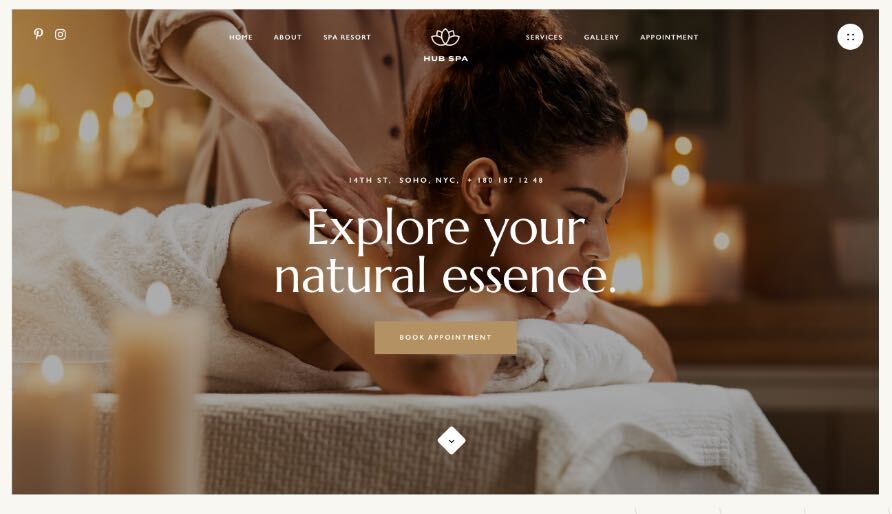 HOME ABOUT SPA RESORT
HUB SPA
SERVICES GALLERY APPOINTMENT
14TH ST, SOHO, NYC, + 180 187 12 48
Explore your
natural essence.
BOOK APPOINTMENT